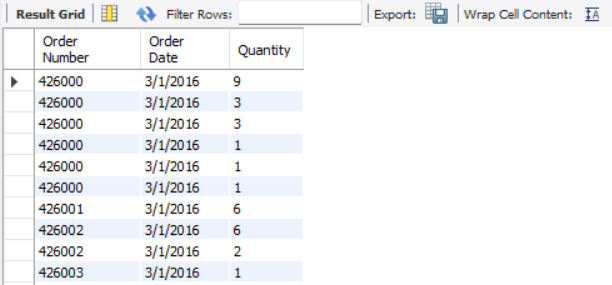 Result Grid Filter Rows: Export: Wrap Cell Content: IA
Order Number Order Date Quantity
426000 3/1/2016 9
426000 3/1/2016 3
426000 3/1/2016 3
426000 3/1/2016 1
426000 3/1/2016 1
426000 3/1/2016 1
426001 3/1/2016 6
426002 3/1/2016 6
426002 3/1/2016 2
426003 3/1/2016 1